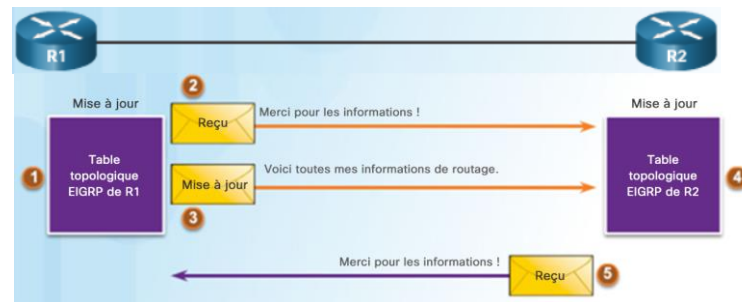 R1
R2
Mise à jour
2
Reçu
Merci pour les informations !
Mise à jour
1
Table
topologique
EIGRP de R1
Mise à jour
Voici toutes mes informations de routage.
3
Table
topologique
EIGRP de R2
4
Merci pour les informations !
Reçu
5